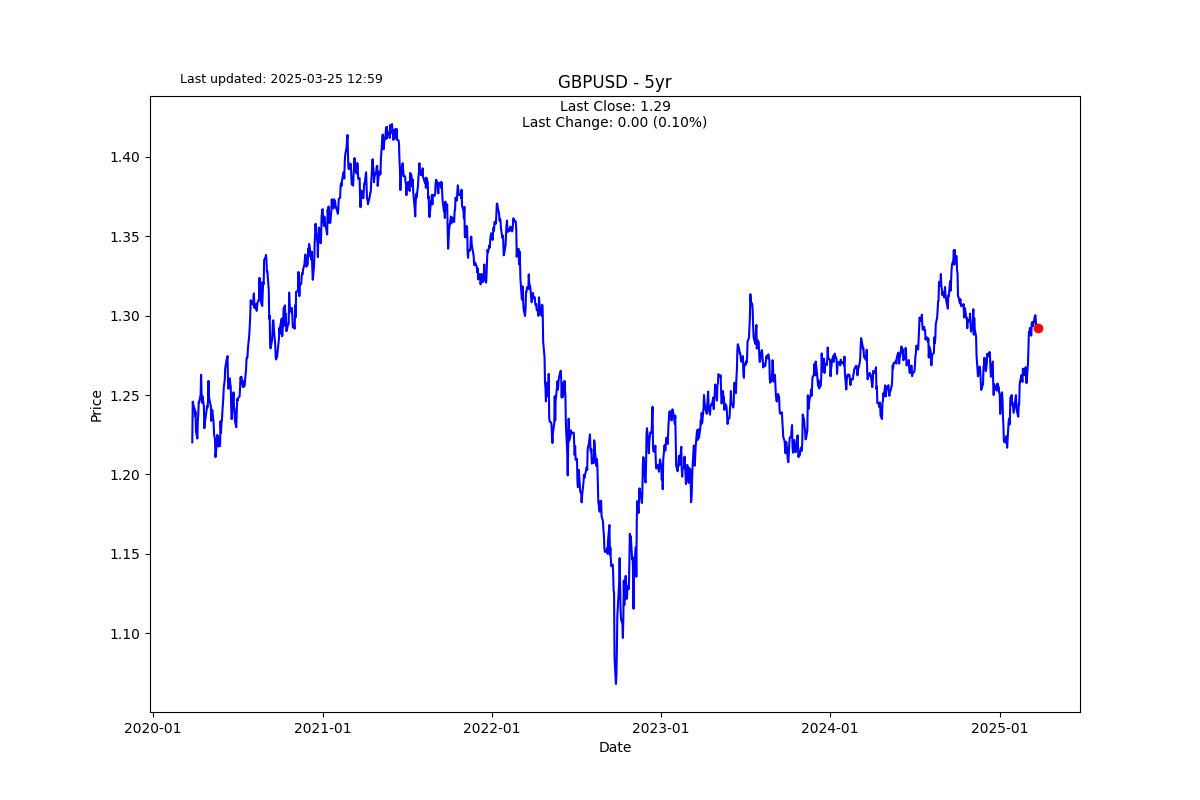 Last updated: 2025-03-25 12:59
GBPUSD - 5yr
Last Close: 1.29
Last Change: 0.00 (0.10%)
1.40
1.35
1.30
1.25
1.20
1.15
1.10
Price
2020-01
2021-01
2022-01
2023-01
2024-01
2025-01
Date